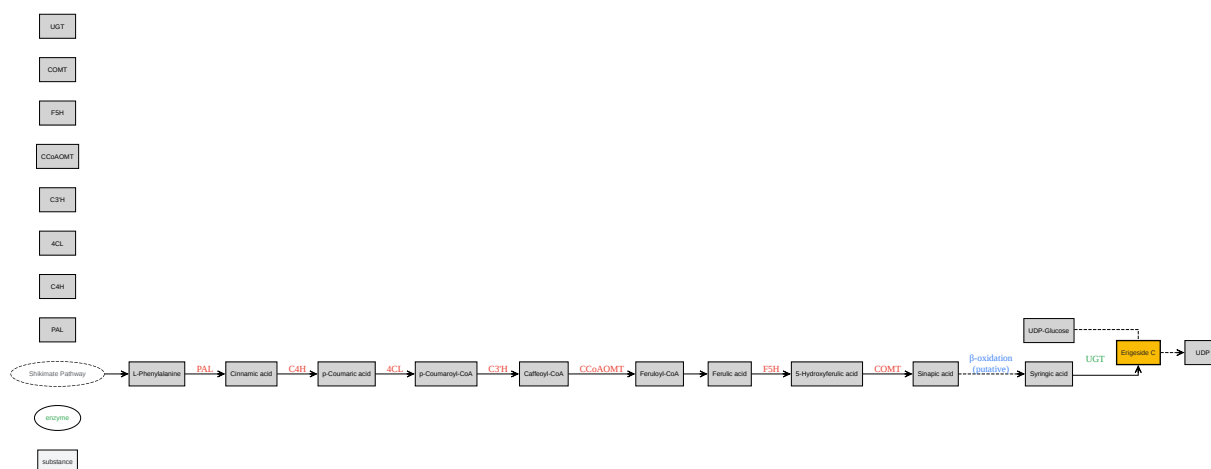 UGT
COMT
F5H
CCoAOMT
C3'H
4CL
C4H
PAL
UDP-Glucose
Erigeside C
UDP
Shikimate Pathway
L-Phenylalanine
PAL
Cinnamic acid
C4H
p-Coumaric acid
4CL
p-Coumaroyl-CoA
C3'H
Caffeoyl-CoA
CCoAOMT
Feruloyl-CoA
Ferulic acid
F5H
5-Hydroxyferulic acid
COMT
Sinapic acid
β-oxidation
(putative)
Syringic acid
UGT
enzyme
substance